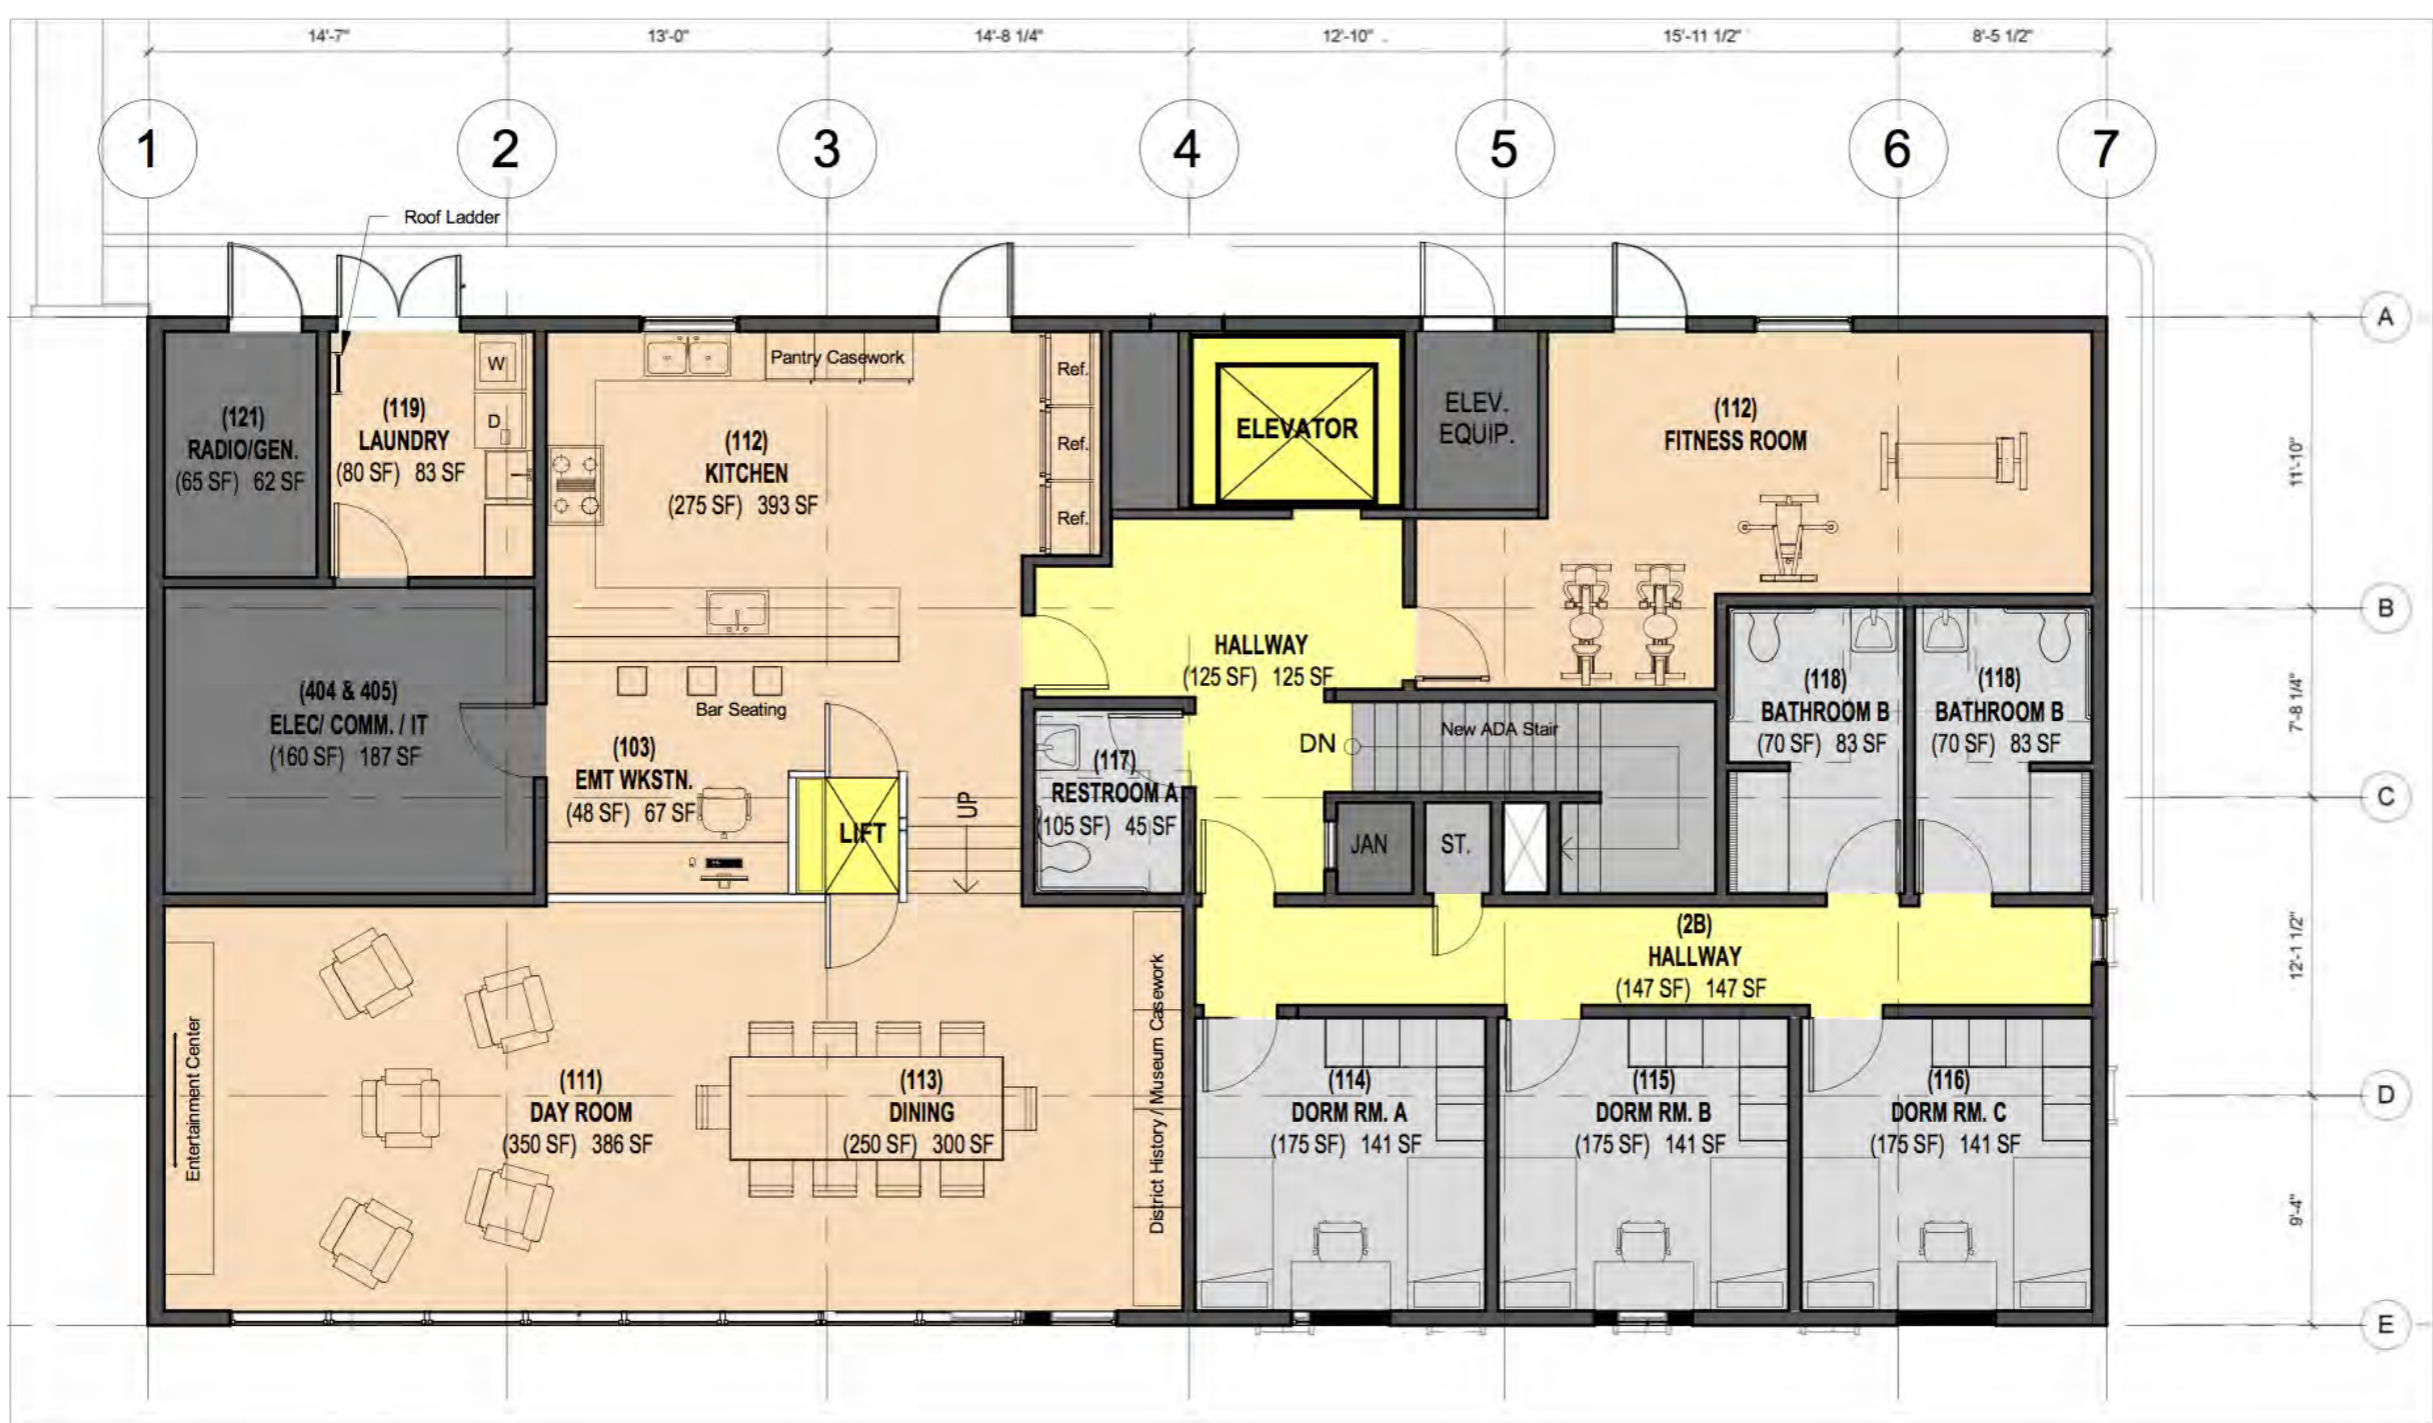 14'-7"
13'-0"
14'-8 1/4"
12'-10"
15'-11 1/2"
8'-5 1/2"
1
2
3
4
5
6
7
Roof Ladder
A
B
C
D
E
11'-10"
7'-8 1/4"
12'-1 1/2"
9'-4"
(121)
RADIO/GEN.
(65 SF) 62 SF
(119)
LAUNDRY
(80 SF) 83 SF
W
D
(112)
KITCHEN
(275 SF) 393 SF
Pantry Casework
Ref.
Ref.
Ref.
ELEVATOR
ELEV.
EQUIP.
(112)
FITNESS ROOM
HALLWAY
(125 SF) 125 SF
(404 & 405)
ELEC/ COMM. / IT
(160 SF) 187 SF
Bar Seating
(103)
EMT WKSTN.
(48 SF) 67 SF
LIFT
UP
(117)
RESTROOM A
(105 SF) 45 SF
DN
New ADA Stair
JAN
ST.
(118)
BATHROOM B
(70 SF) 83 SF
(118)
BATHROOM B
(70 SF) 83 SF
(2B)
HALLWAY
(147 SF) 147 SF
Entertainment Center
(111)
DAY ROOM
(350 SF) 386 SF
(113)
DINING
(250 SF) 300 SF
District History / Museum Casework
(114)
DORM RM. A
(175 SF) 141 SF
(115)
DORM RM. B
(175 SF) 141 SF
(116)
DORM RM. C
(175 SF) 141 SF